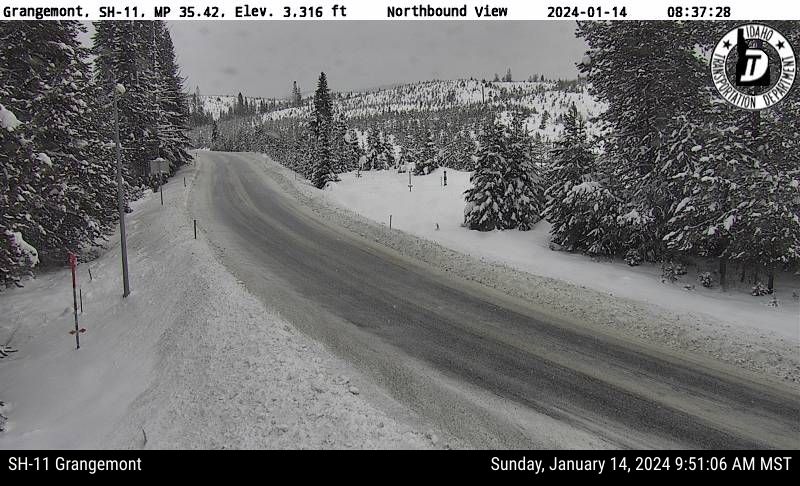 Grangemont, SH-11, MP 35.42, Elev. 3,316 ft Northbound View 2024-01-14 08:37:28
IDAHO
TRANSPORTATION DEPARTMENT
SH-11 Grangemont Sunday, January 14, 2024 9:51:06 AM MST